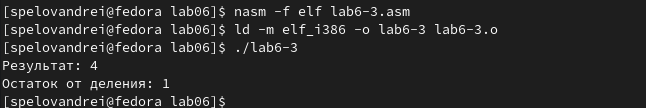 [spelovandrei@fedora lab06]$ nasm -f elf lab6-3.asm
[spelovandrei@fedora lab06]$ ld -m elf_i386 -o lab6-3 lab6-3.o
[spelovandrei@fedora lab06]$ ./lab6-3
Результат: 4
Остаток от деления: 1
[spelovandrei@fedora lab06]$